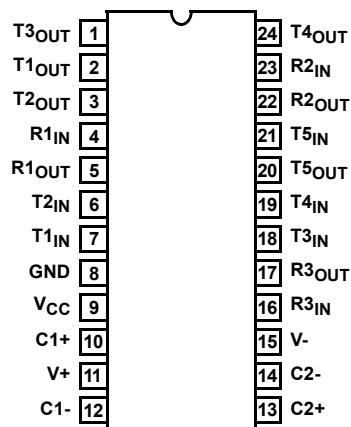 T3OUT 1 24 T4OUT
T1OUT 2 23 R2IN
T2OUT 3 22 R2OUT
R1IN 4 21 T5IN
R1OUT 5 20 T5OUT
T2IN 6 19 T4IN
T1IN 7 18 T3IN
GND 8 17 R3OUT
VCC 9 16 R3IN
C1+ 10 15 V-
V+ 11 14 C2-
C1- 12 13 C2+